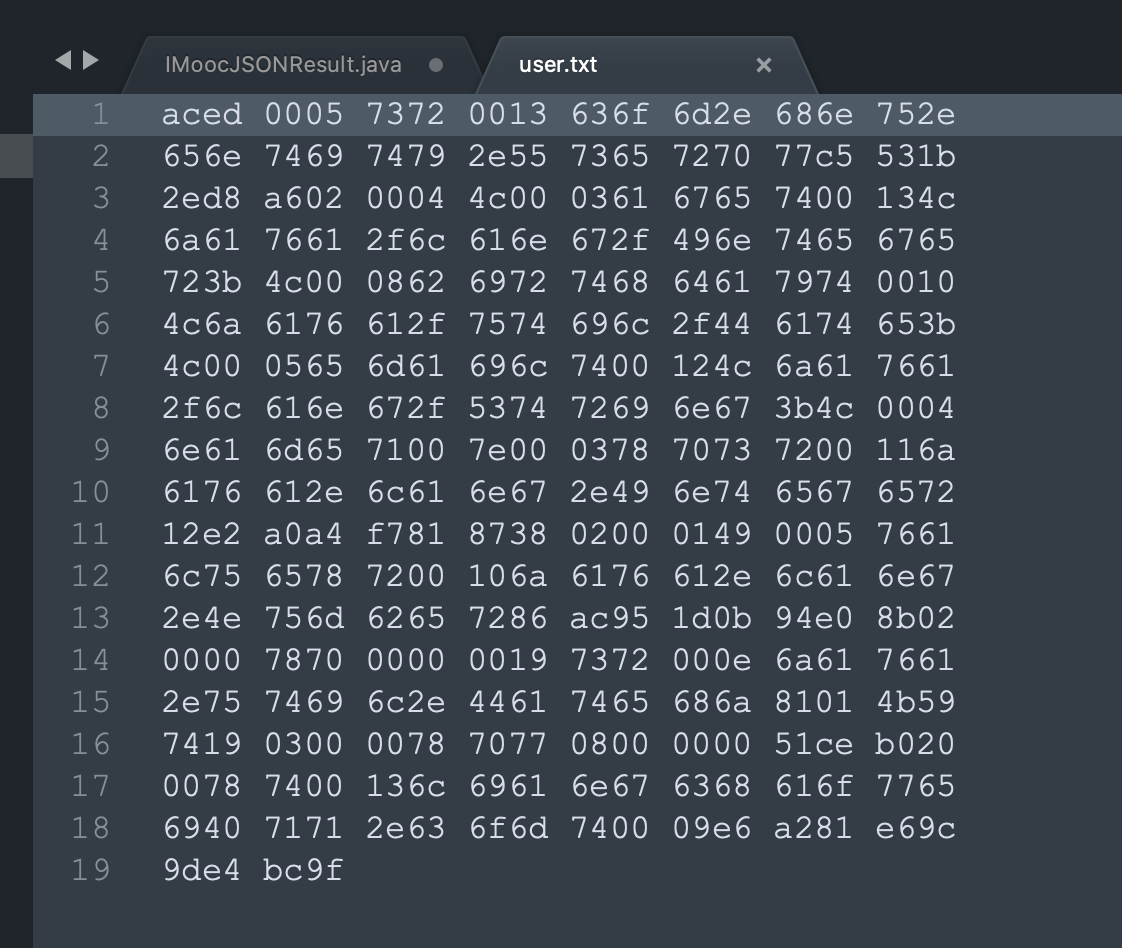 IMoocJSONResult.java
user.txt
1 aced 0005 7372 0013 636f 6d2e 686e 752e
2 656e 7469 7479 2e55 7365 7270 77c5 531b
3 2ed8 a602 0004 4c00 0361 6765 7400 134c
4 6a61 7661 2f6c 616e 672f 496e 7465 6765
5 723b 4c00 0862 6972 7468 6461 7974 0010
6 4c6a 6176 612f 7574 696c 2f44 6174 653b
7 4c00 0565 6d61 696c 7400 124c 6a61 7661
8 2f6c 616e 672f 5374 7269 6e67 3b4c 0004
9 6e61 6d65 7100 7e00 0378 7073 7200 116a
10 6176 612e 6c61 6e67 2e49 6e74 6567 6572
11 12e2 a0a4 f781 8738 0200 0149 0005 7661
12 6c75 6578 7200 106a 6176 612e 6c61 6e67
13 2e4e 756d 6265 7286 ac95 1d0b 94e0 8b02
14 0000 7870 0000 0019 7372 000e 6a61 7661
15 2e75 7469 6c2e 4461 7465 686a 8101 4b59
16 7419 0300 0078 7077 0800 0000 51ce b020
17 0078 7400 136c 6961 6e67 6368 616f 7765
18 6940 7171 2e63 6f6d 7400 09e6 a281 e69c
19 9de4 bc9f